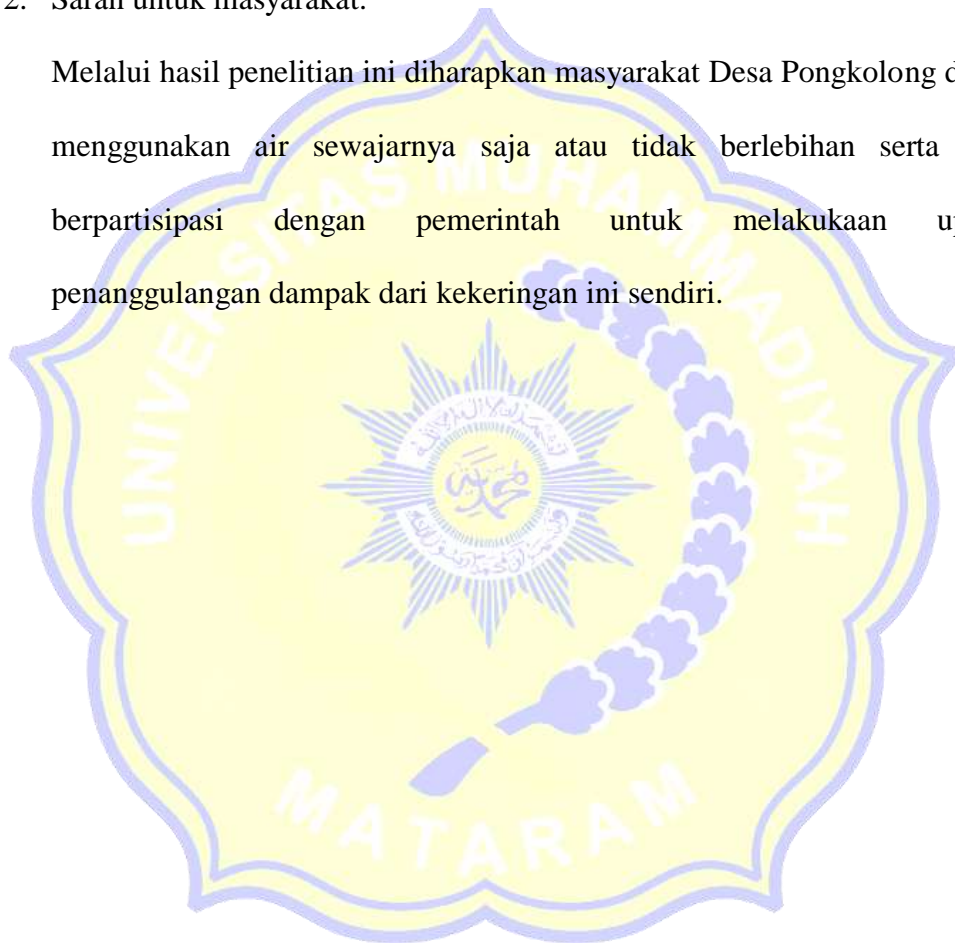 2. Saran untuk masyarakat.
Melalui hasil penelitian ini diharapkan masyarakat Desa Pongkolong
menggunakan air sewajarnya saja atau tidak berlebihan serta
berpartisipasi dengan pemerintah untuk melakukaan
penanggulangan dampak dari kekeringan ini sendiri.
UNIVERSITAS MUHAMMADIYAH
MATARAM